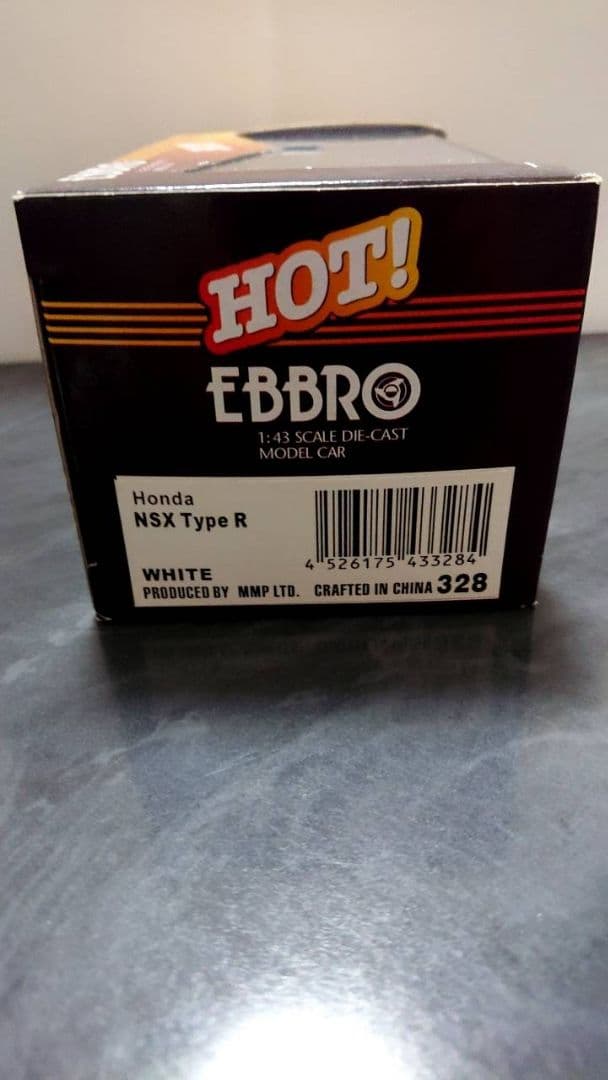 HOT!
EBBRO
1:43 SCALE DIE-CAST
MODEL CAR
Honda
NSX Type R
4 526175 433284
WHITE
PRODUCED BY MMP LTD. CRAFTED IN CHINA 328